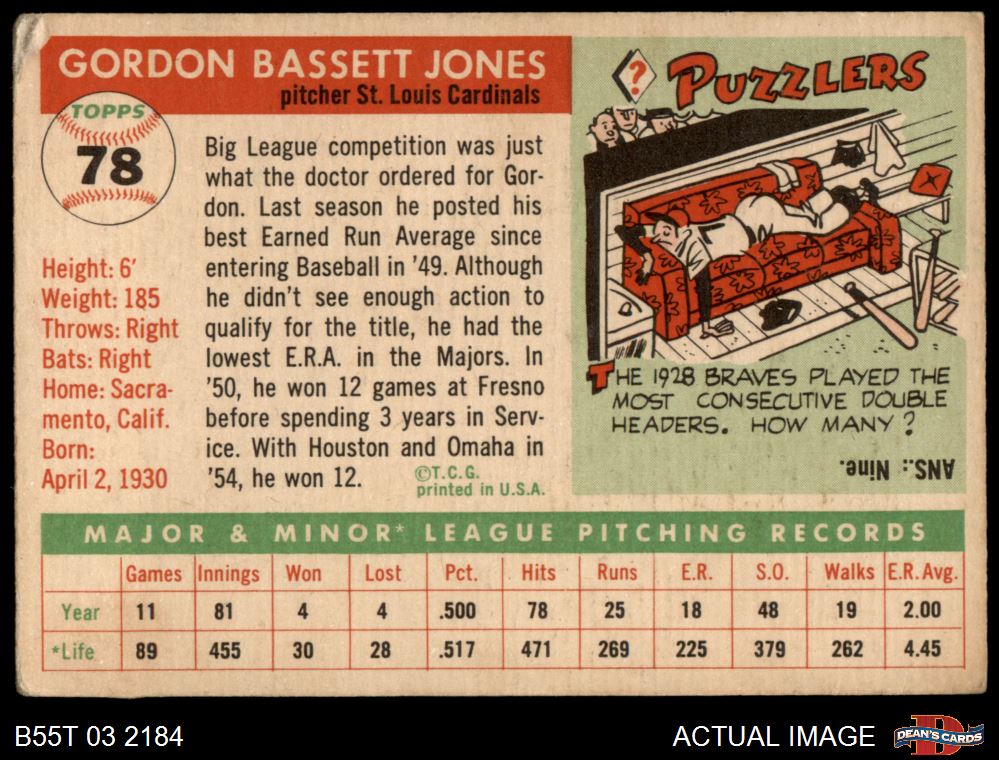 GORDON BASSETT JONES
pitcher St. Louis Cardinals
TOPPS
78
Height: 6'
Weight: 185
Throws: Right
Bats: Right
Home: Sacra-
mento, Calif.
Born:
April 2, 1930
Big League competition was just
what the doctor ordered for Gor-
don. Last season he posted his
best Earned Run Average since
entering Baseball in '49. Although
he didn't see enough action to
qualify for the title, he had the
lowest E.R.A. in the Majors. In
'50, he won 12 games at Fresno
before spending 3 years in Serv-
ice. With Houston and Omaha in
'54, he won 12.
©T.C.G.
printed in U.S.A.
?
PUZZLERS
THE 1928 BRAVES PLAYED THE
MOST CONSECUTIVE DOUBLE
HEADERS. HOW MANY?
ANS.: Nine.
MAJOR & MINOR* LEAGUE PITCHING RECORDS
Games Innings Won Lost Pct. Hits Runs E.R. S.O. Walks E.R. Avg.
Year 11 81 4 4 .500 78 25 18 48 19 2.00
*Life 89 455 30 28 .517 471 269 225 379 262 4.45
B55T 03 2184
ACTUAL IMAGE
DEAN'S CARDS